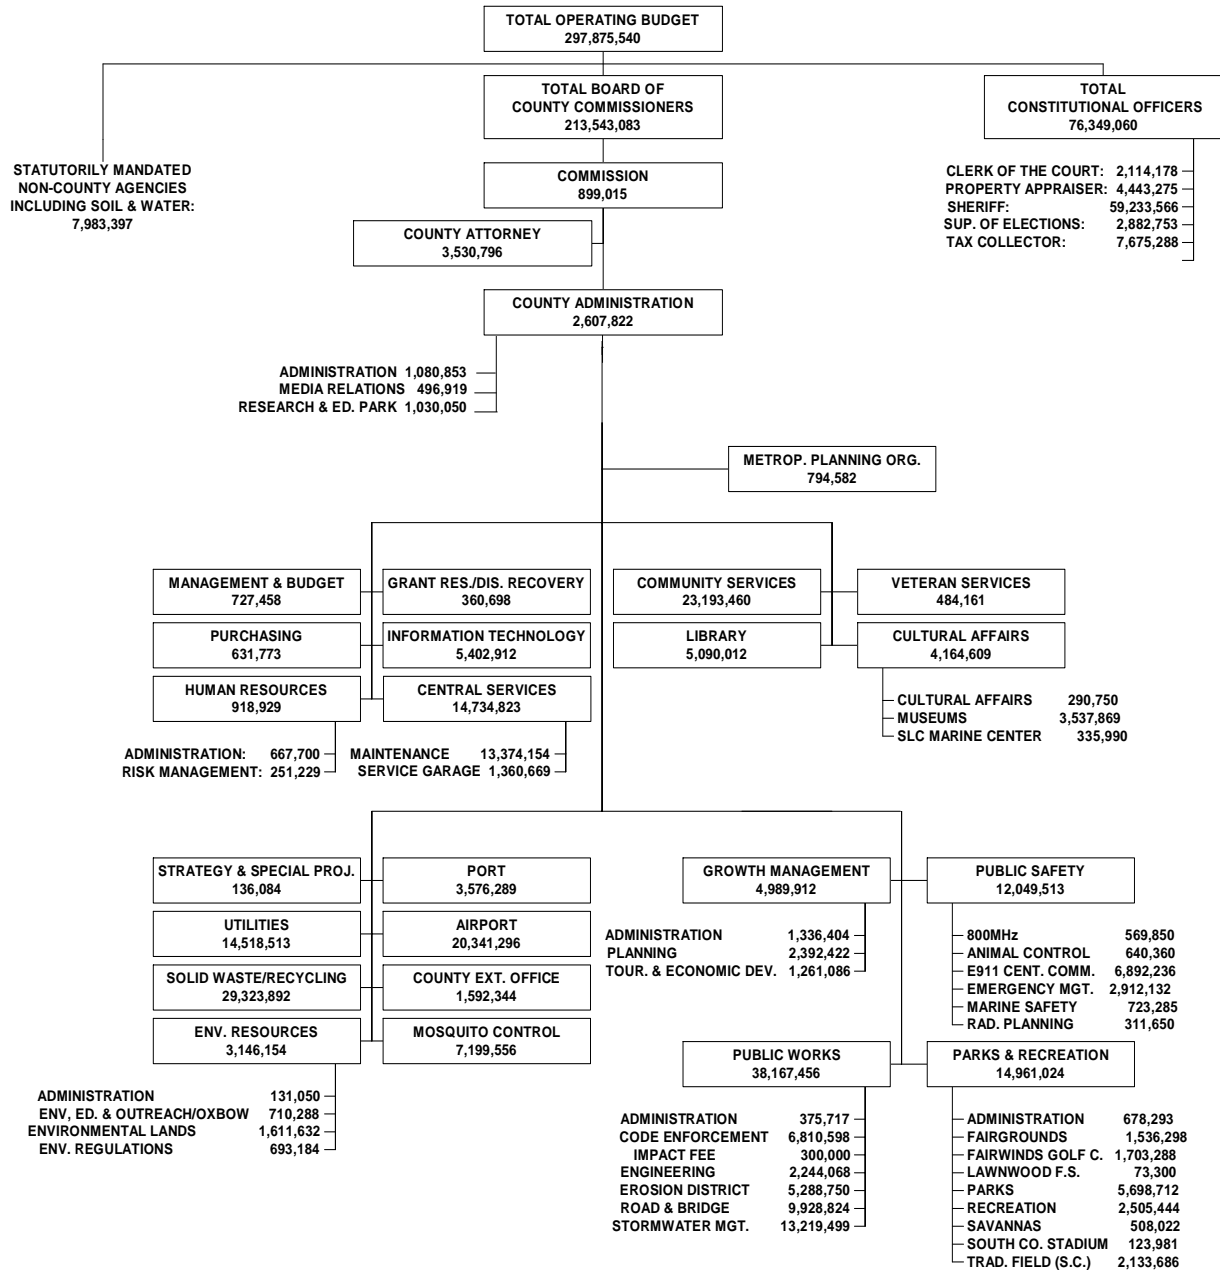 TOTAL OPERATING BUDGET
297,875,540
TOTAL BOARD OF
COUNTY COMMISSIONERS
213,543,083
TOTAL
CONSTITUTIONAL OFFICERS
76,349,060
STATUTORILY MANDATED
NON-COUNTY AGENCIES
INCLUDING SOIL & WATER:
7,983,397
COMMISSION
899,015
CLERK OF THE COURT: 2,114,178
PROPERTY APPRAISER: 4,443,275
SHERIFF: 59,233,566
SUP. OF ELECTIONS: 2,882,753
TAX COLLECTOR: 7,675,288
COUNTY ATTORNEY
3,530,796
COUNTY ADMINISTRATION
2,607,822
ADMINISTRATION 1,080,853
MEDIA RELATIONS 496,919
RESEARCH & ED. PARK 1,030,050
METROP. PLANNING ORG.
794,582
MANAGEMENT & BUDGET
727,458
GRANT RES./DIS. RECOVERY
360,698
COMMUNITY SERVICES
23,193,460
VETERAN SERVICES
484,161
PURCHASING
631,773
INFORMATION TECHNOLOGY
5,402,912
LIBRARY
5,090,012
CULTURAL AFFAIRS
4,164,609
HUMAN RESOURCES
918,929
CENTRAL SERVICES
14,734,823
CULTURAL AFFAIRS 290,750
MUSEUMS 3,537,869
SLC MARINE CENTER 335,990
ADMINISTRATION: 667,700
RISK MANAGEMENT: 251,229
MAINTENANCE 13,374,154
SERVICE GARAGE 1,360,669
STRATEGY & SPECIAL PROJ.
136,084
PORT
3,576,289
GROWTH MANAGEMENT
4,989,912
PUBLIC SAFETY
12,049,513
UTILITIES
14,518,513
AIRPORT
20,341,296
ADMINISTRATION 1,336,404
PLANNING 2,392,422
TOUR. & ECONOMIC DEV. 1,261,086
800MHz 569,850
ANIMAL CONTROL 640,360
E911 CENT. COMM. 6,892,236
EMERGENCY MGT. 2,912,132
MARINE SAFETY 723,285
RAD. PLANNING 311,650
SOLID WASTE/RECYCLING
29,323,892
COUNTY EXT. OFFICE
1,592,344
ENV. RESOURCES
3,146,154
MOSQUITO CONTROL
7,199,556
PUBLIC WORKS
38,167,456
PARKS & RECREATION
14,961,024
ADMINISTRATION 131,050
ENV, ED. & OUTREACH/OXBOW 710,288
ENVIRONMENTAL LANDS 1,611,632
ENV. REGULATIONS 693,184
ADMINISTRATION 375,717
CODE ENFORCEMENT 6,810,598
IMPACT FEE 300,000
ENGINEERING 2,244,068
EROSION DISTRICT 5,288,750
ROAD & BRIDGE 9,928,824
STORMWATER MGT. 13,219,499
ADMINISTRATION 678,293
FAIRGROUNDS 1,536,298
FAIRWINDS GOLF C. 1,703,288
LAWNWOOD F.S. 73,300
PARKS 5,698,712
RECREATION 2,505,444
SAVANNAS 508,022
SOUTH CO. STADIUM 123,981
TRAD. FIELD (S.C.) 2,133,686